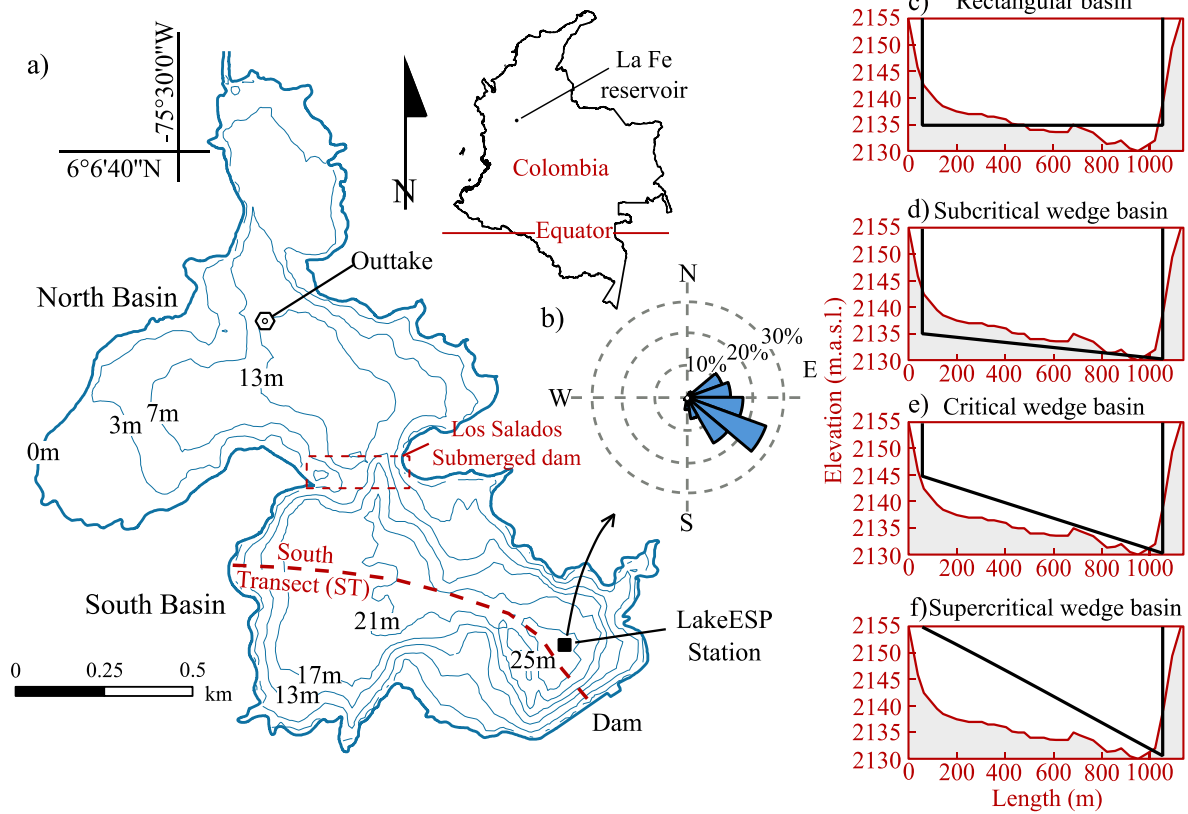 a)
-75°30'0"W
6°6'40"N
N
La Fe
reservoir
Colombia
Equator
Outtake
North Basin
13m
7m
3m
0m
Los Salados
Submerged dam
South
Transect (ST)
South Basin
21m
17m
13m
25m
LakeESP
Station
Dam
0 0.25 0.5
km
b)
N
30%
20%
10%
W
E
S
Elevation (m.a.s.l.)
c) Rectangular basin
2155
2150
2145
2140
2135
2130
0 200 400 600 800 1000
d) Subcritical wedge basin
2155
2150
2145
2140
2135
2130
0 200 400 600 800 1000
e) Critical wedge basin
2155
2150
2145
2140
2135
2130
0 200 400 600 800 1000
f) Supercritical wedge basin
2155
2150
2145
2140
2135
2130
0 200 400 600 800 1000
Length (m)